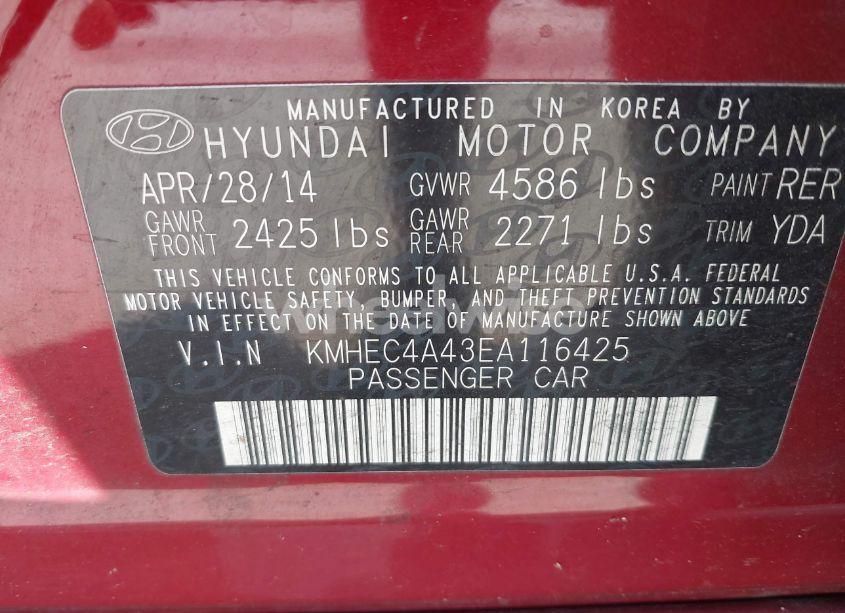 MANUFACTURED IN KOREA BY
HYUNDAI MOTOR COMPANY
APR/28/14 GVWR 4586 lbs PAINT RER
GAWR FRONT 2425 lbs GAWR REAR 2271 lbs TRIM YDA
THIS VEHICLE CONFORMS TO ALL APPLICABLE U.S.A. FEDERAL
MOTOR VEHICLE SAFETY, BUMPER, AND THEFT PREVENTION STANDARDS
IN EFFECT ON THE DATE OF MANUFACTURE SHOWN ABOVE
V.I.N KMHEC4A43EA116425
PASSENGER CAR